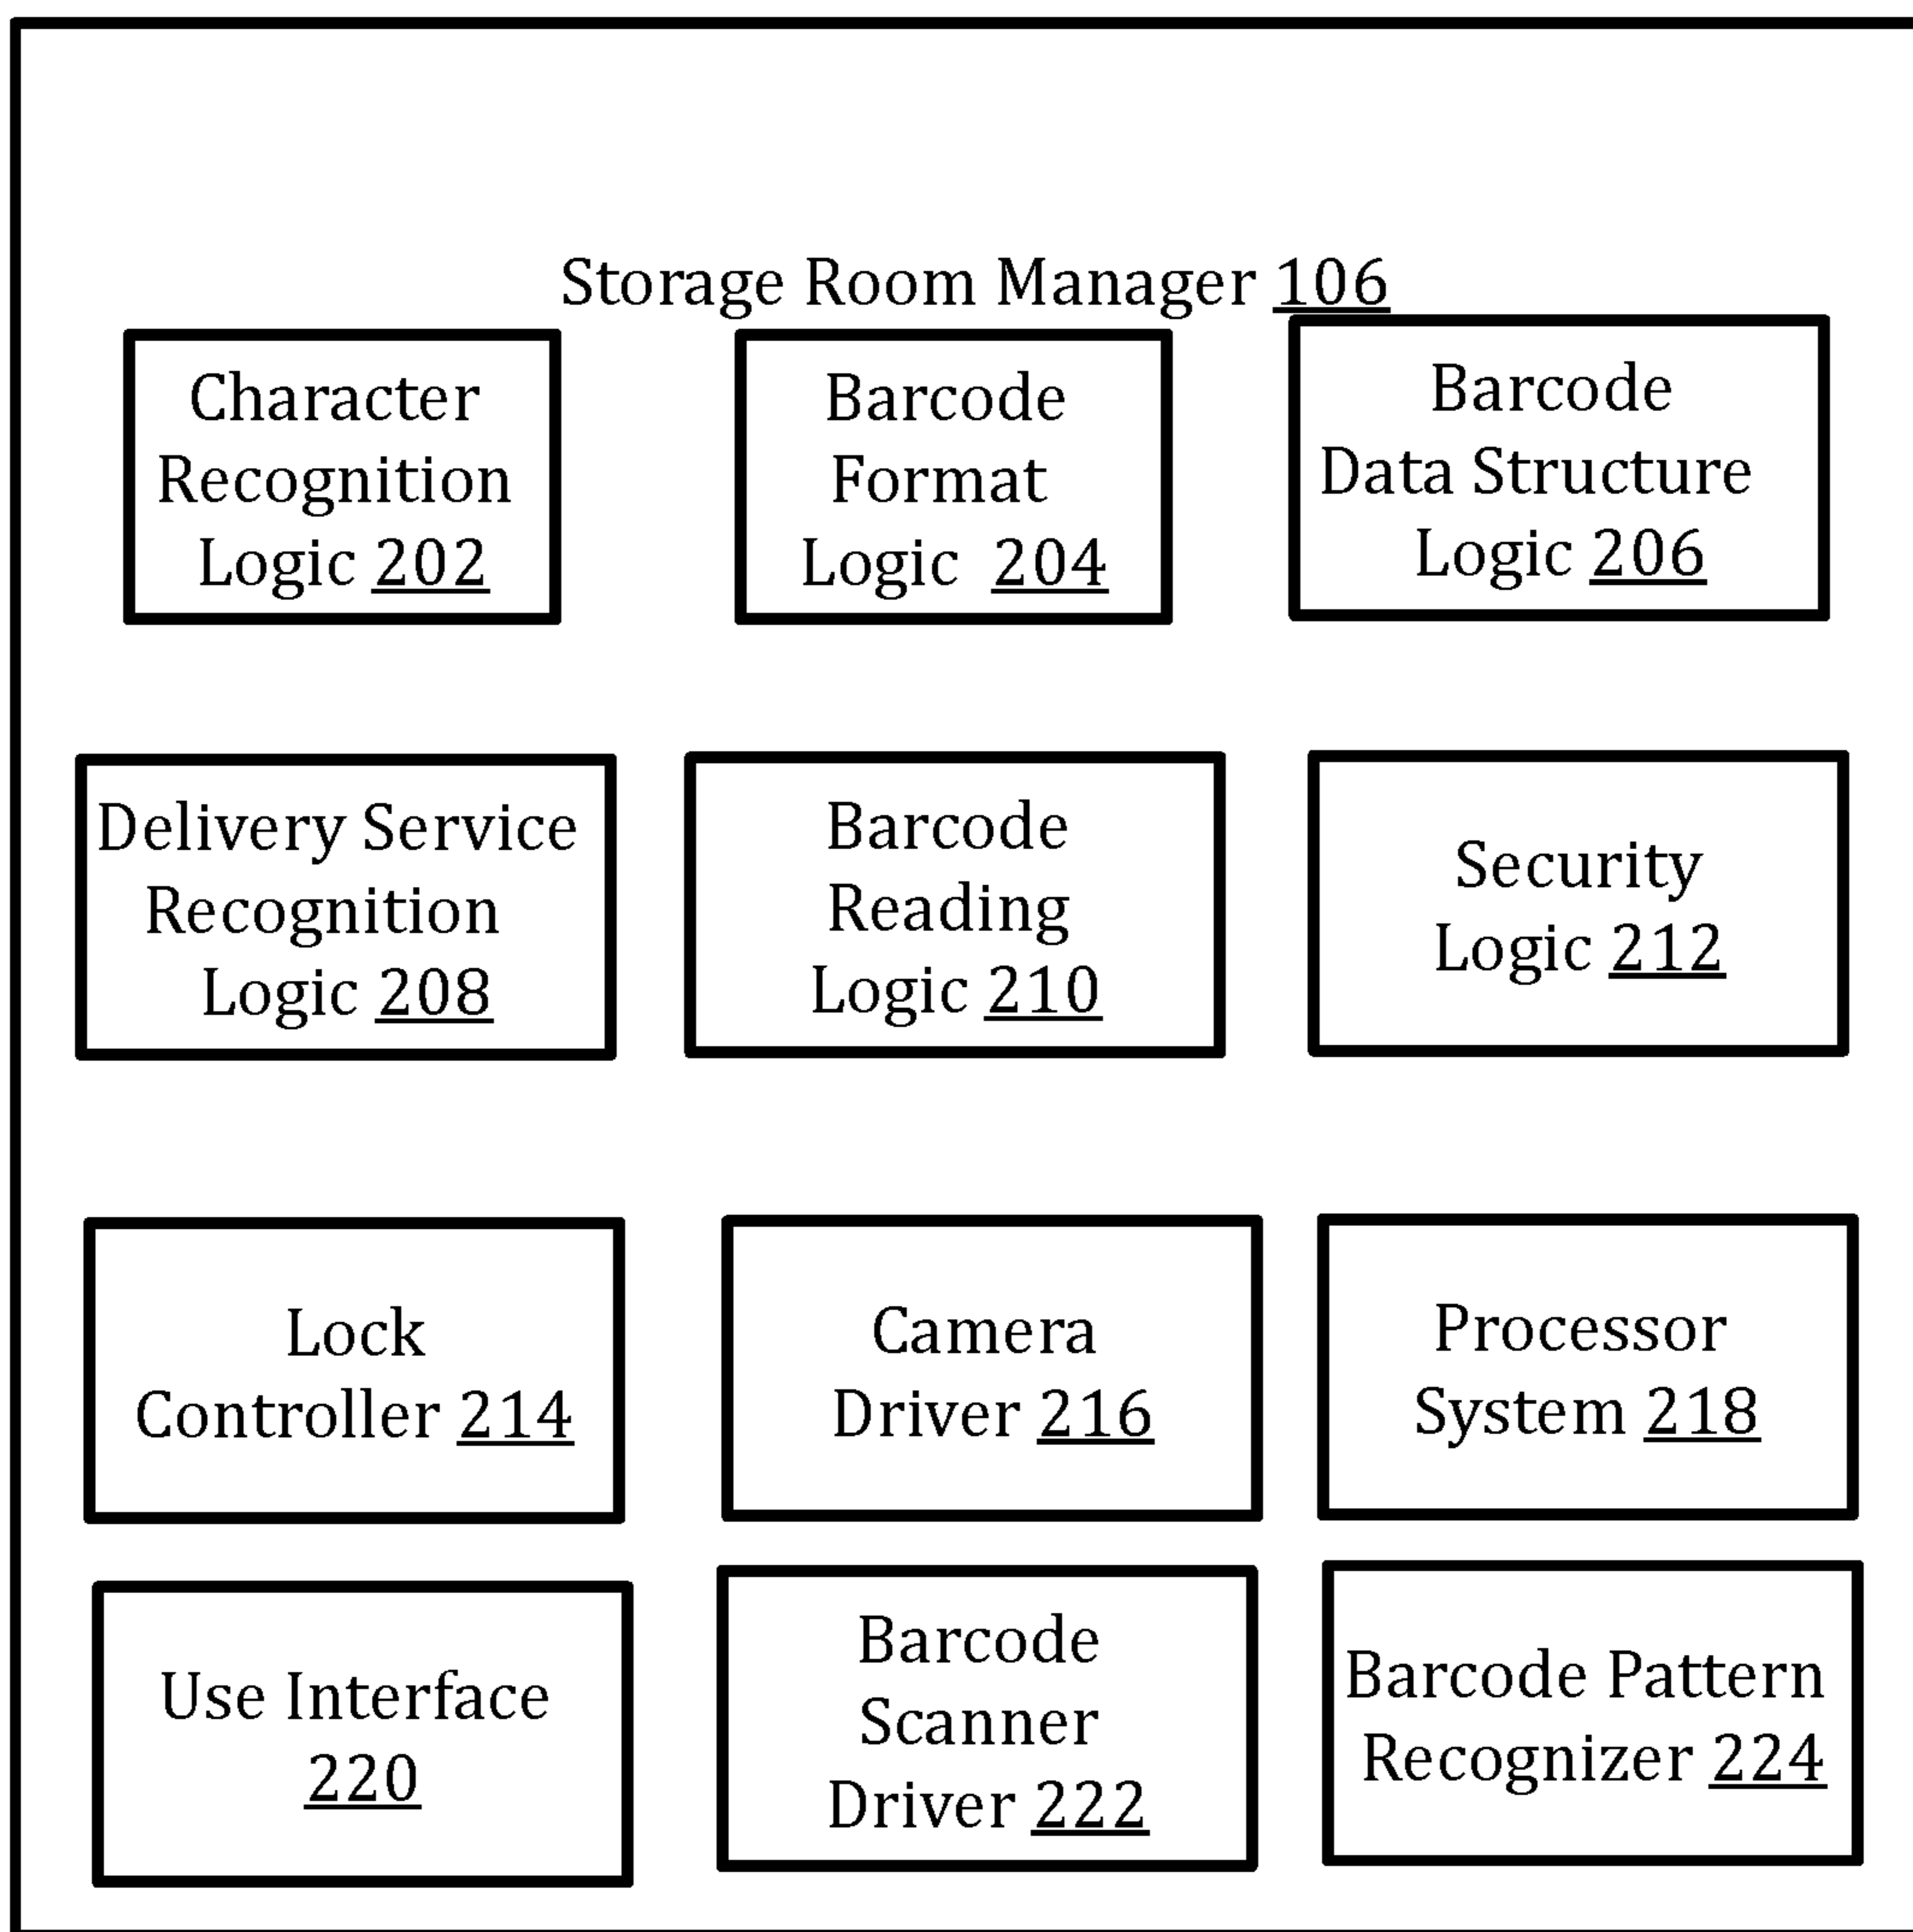 Storage Room Manager 106
Character
Recognition
Logic 202
Barcode
Format
Logic 204
Barcode
Data Structure
Logic 206
Delivery Service
Recognition
Logic 208
Barcode
Reading
Logic 210
Security
Logic 212
Lock
Controller 214
Camera
Driver 216
Processor
System 218
Use Interface
220
Barcode
Scanner
Driver 222
Barcode Pattern
Recognizer 224